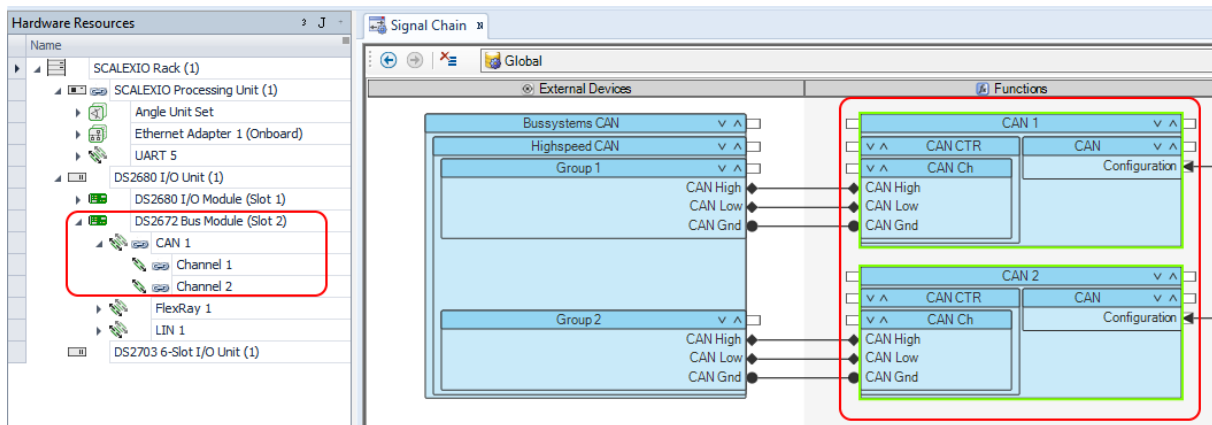 Hardware Resources
Name
SCALEXIO Rack (1)
SCALEXIO Processing Unit (1)
Angle Unit Set
Ethernet Adapter 1 (Onboard)
UART 5
DS2680 I/O Unit (1)
DS2680 I/O Module (Slot 1)
DS2672 Bus Module (Slot 2)
CAN 1
Channel 1
Channel 2
FlexRay 1
LIN 1
DS2703 6-Slot I/O Unit (1)
Signal Chain
Global
External Devices
Functions
Bussystems CAN
Highspeed CAN
Group 1
CAN High
CAN Low
CAN Gnd
Group 2
CAN High
CAN Low
CAN Gnd
CAN 1
CAN CTR CAN
CAN Ch Configuration
CAN High
CAN Low
CAN Gnd
CAN 2
CAN CTR CAN
CAN Ch Configuration
CAN High
CAN Low
CAN Gnd